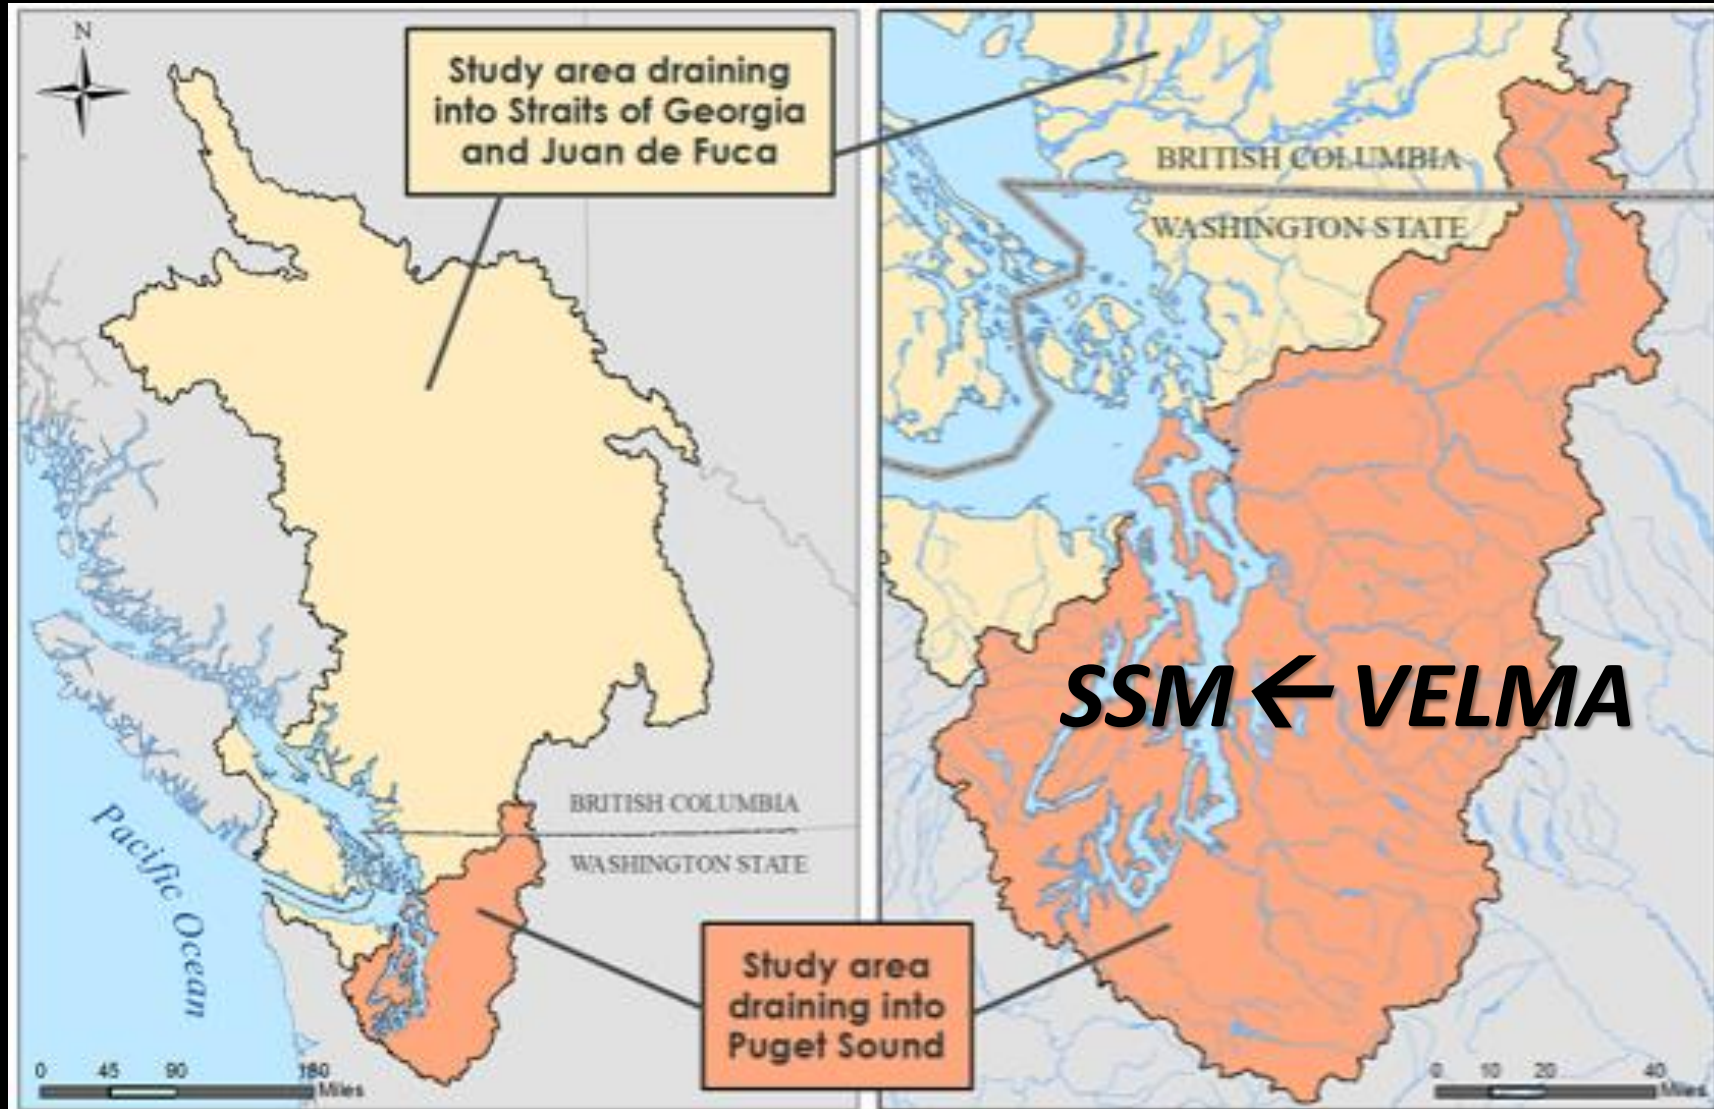 N
Study area draining
into Straits of Georgia
and Juan de Fuca
BRITISH COLUMBIA
WASHINGTON STATE
Pacific Ocean
0 45 90 180
Miles
BRITISH COLUMBIA
WASHINGTON STATE
SSM ← VELMA
Study area
draining into
Puget Sound
0 10 20 40
Miles